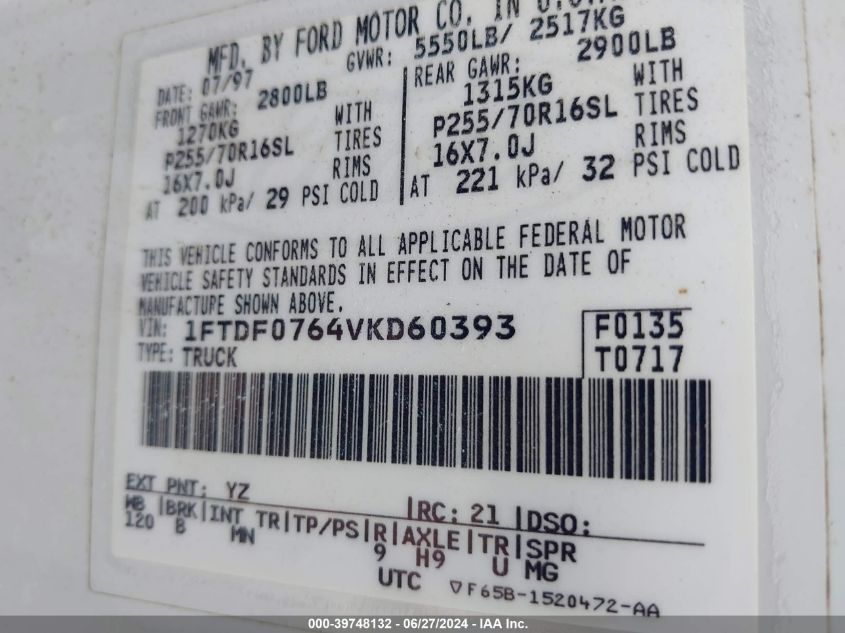 MFD. BY FORD MOTOR CO. IN
DATE: 07/97 GVWR: 5550LB/ 2517KG
FRONT GAWR: 2800LB REAR GAWR: 2900LB
1270KG WITH 1315KG WITH
P255/70R16SL TIRES P255/70R16SL TIRES
16X7.0J RIMS 16X7.0J RIMS
AT 200 kPa/ 29 PSI COLD AT 221 kPa/ 32 PSI COLD
THIS VEHICLE CONFORMS TO ALL APPLICABLE FEDERAL MOTOR
VEHICLE SAFETY STANDARDS IN EFFECT ON THE DATE OF
MANUFACTURE SHOWN ABOVE.
VIN: 1FTDF0764VKD60393 F0135
TYPE: TRUCK T0717
EXT PNT: YZ RC: 21 DSO:
WB BRK INT TR TP/PS R AXLE TR SPR
120 B MN 9 H9 U MG
UTC ▽F65B-1520472-AA
000-39748132 - 06/27/2024 - IAA Inc.